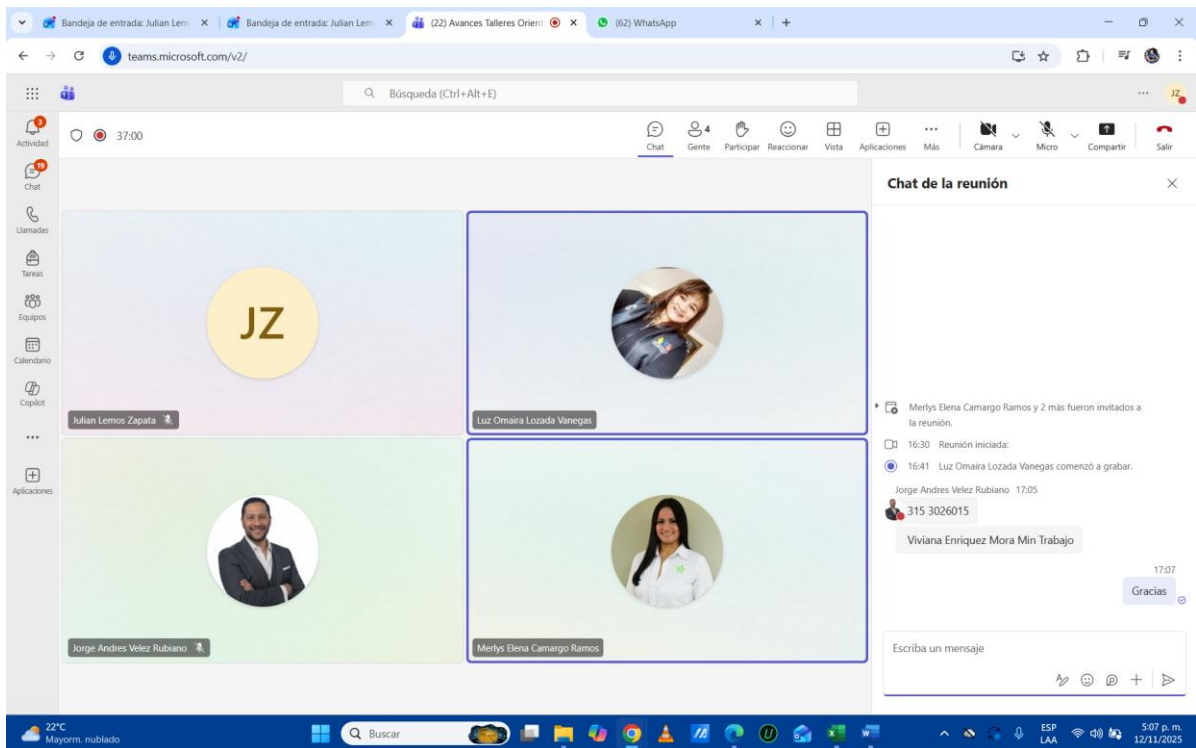 Bandeja de entrada: Julian Lem
Bandeja de entrada: Julian Lem
(22) Avances Talleres Orient
(62) WhatsApp
teams.microsoft.com/v2/
Búsqueda (Ctrl+Alt+E)
JZ
3
Actividad
37:00
Chat
4
Gente
Participar
Reaccionar
Vista
Aplicaciones
Más
Cámara
Micro
Compartir
Salir
19
Chat
Llamadas
Tareas
Equipos
Calendario
Copilot
Aplicaciones
JZ
Julian Lemos Zapata
Luz Omaira Lozada Vanegas
Jorge Andres Velez Rubiano
Merlys Elena Camargo Ramos
Chat de la reunión
Merlys Elena Camargo Ramos y 2 más fueron invitados a
la reunión.
16:30 Reunión iniciada:
16:41 Luz Omaira Lozada Vanegas comenzó a grabar.
Jorge Andres Velez Rubiano 17:05
315 3026015
Viviana Enriquez Mora Min Trabajo
17:07
Gracias
Escriba un mensaje
22°C
Mayorm. nublado
Buscar
ESP
LAA
5:07 p. m.
12/11/2025